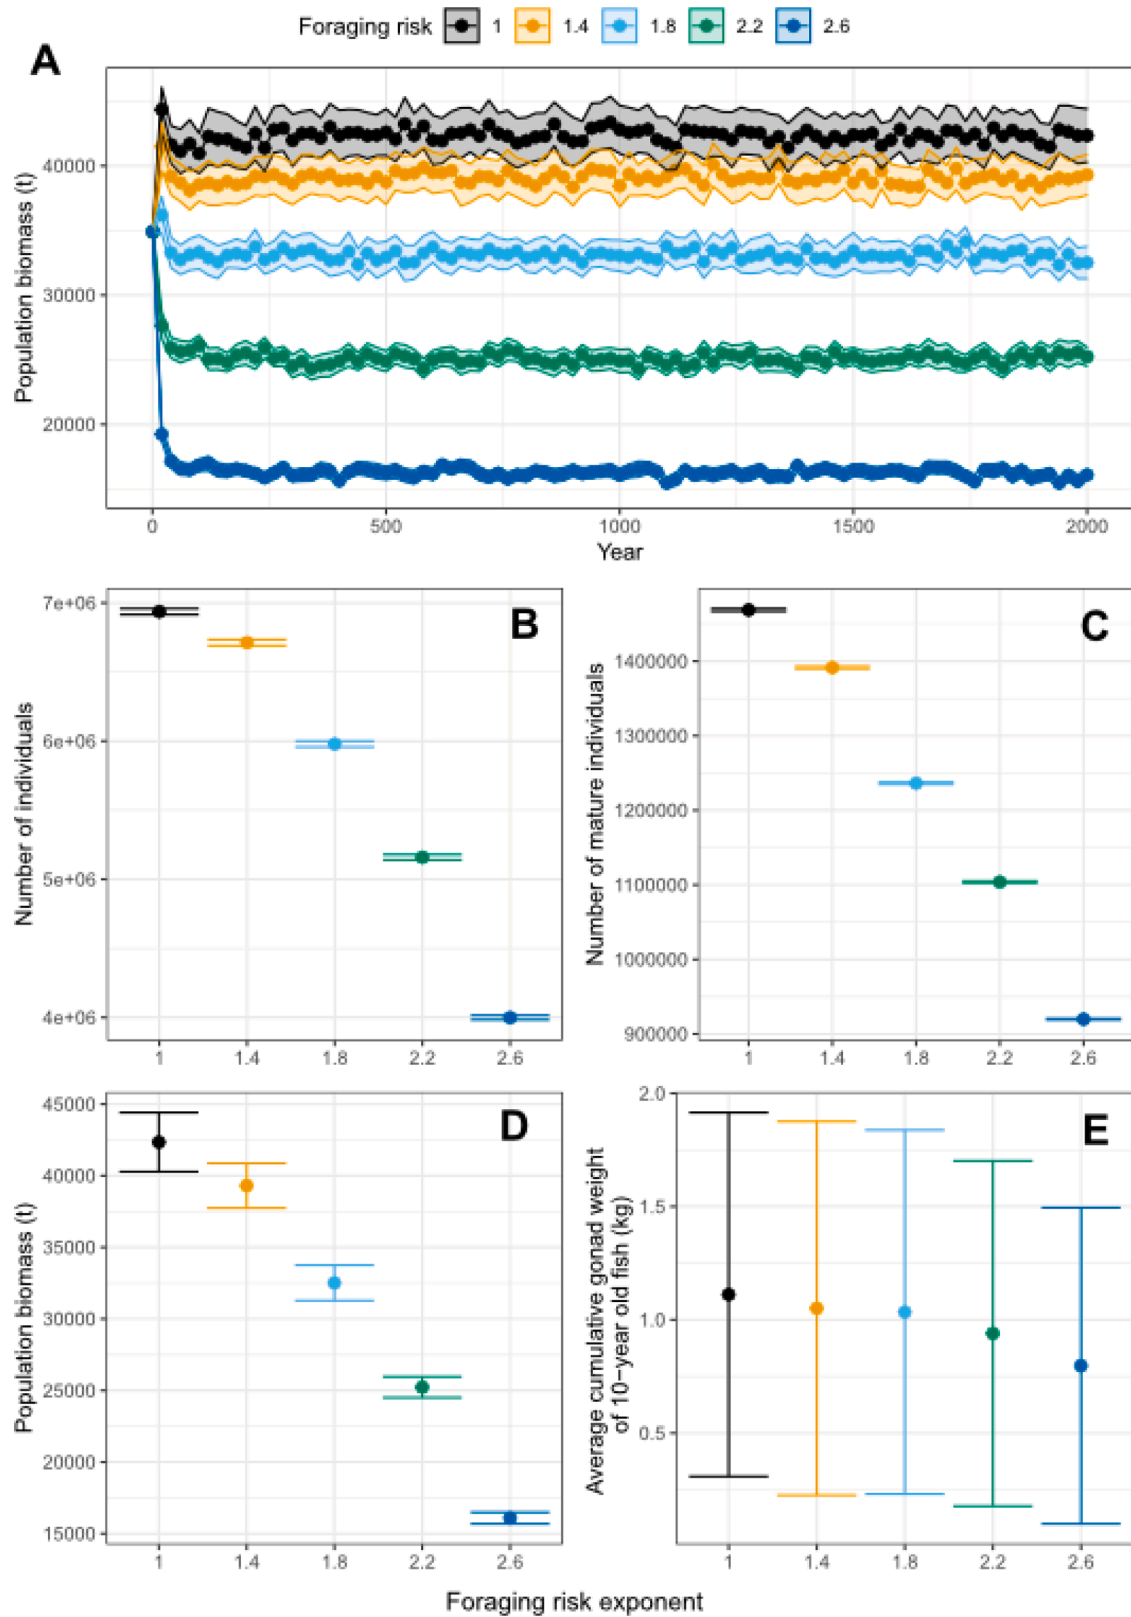 Foraging risk 1 1.4 1.8 2.2 2.6
A
Population biomass (t)
40000
30000
20000
0 500 1000 1500 2000
Year
B
Number of individuals
7e+06
6e+06
5e+06
4e+06
1 1.4 1.8 2.2 2.6
C
Number of mature individuals
1400000
1300000
1200000
1100000
1000000
900000
1 1.4 1.8 2.2 2.6
D
Population biomass (t)
45000
40000
35000
30000
25000
20000
15000
1 1.4 1.8 2.2 2.6
E
Average cumulative gonad weight
of 10−year old fish (kg)
2.0
1.5
1.0
0.5
1 1.4 1.8 2.2 2.6
Foraging risk exponent